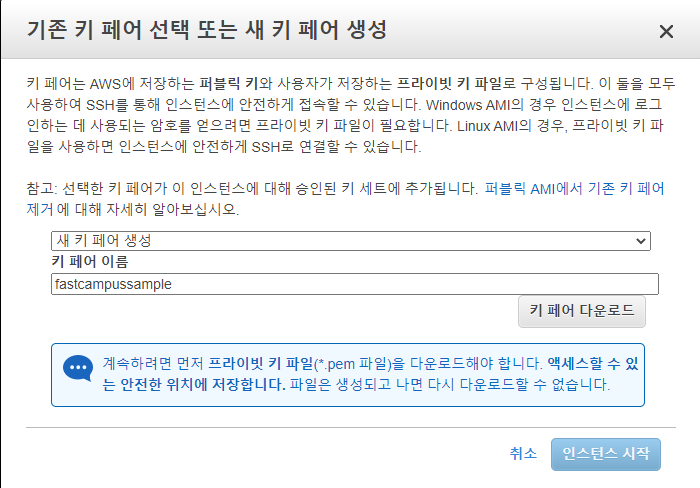 기존 키 페어 선택 또는 새 키 페어 생성
키 페어는 AWS에 저장하는 퍼블릭 키와 사용자가 저장하는 프라이빗 키 파일로 구성됩니다. 이 둘을 모두
사용하여 SSH를 통해 인스턴스에 안전하게 접속할 수 있습니다. Windows AMI의 경우 인스턴스에 로그
인하는 데 사용되는 암호를 얻으려면 프라이빗 키 파일이 필요합니다. Linux AMI의 경우, 프라이빗 키 파
일을 사용하면 인스턴스에 안전하게 SSH로 연결할 수 있습니다.
참고: 선택한 키 페어가 이 인스턴스에 대해 승인된 키 세트에 추가됩니다. 퍼블릭 AMI에서 기존 키 페어
제거 에 대해 자세히 알아보십시오.
새 키 페어 생성
키 페어 이름
fastcampussample
키 페어 다운로드
계속하려면 먼저 프라이빗 키 파일(*.pem 파일)을 다운로드해야 합니다. 액세스할 수 있
는 안전한 위치에 저장합니다. 파일은 생성되고 나면 다시 다운로드할 수 없습니다.
취소
인스턴스 시작